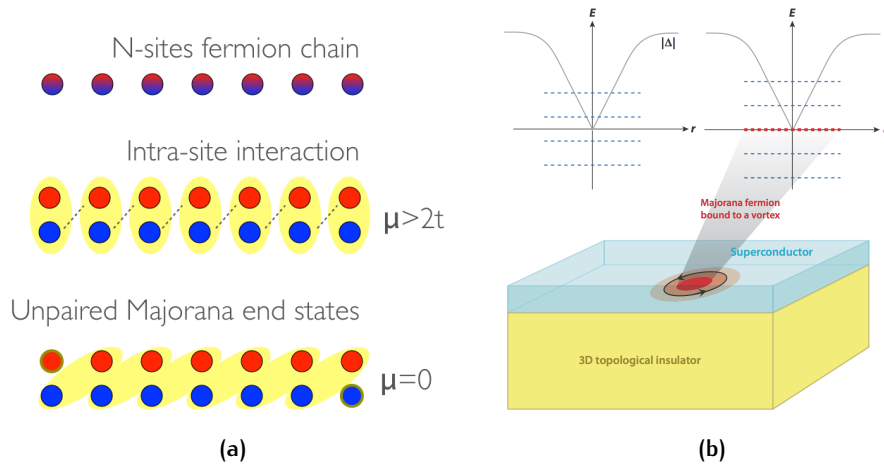 N-sites fermion chain
Intra-site interaction
μ>2t
Unpaired Majorana end states
μ=0
(a)
E
|Δ|
r
E
Majorana fermion
bound to a vortex
Superconductor
3D topological insulator
(b)